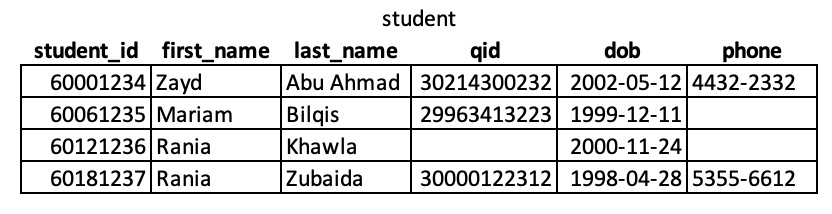 student
student_id first_name last_name qid dob phone
60001234 Zayd Abu Ahmad 30214300232 2002-05-12 4432-2332
60061235 Mariam Bilqis 29963413223 1999-12-11
60121236 Rania Khawla 2000-11-24
60181237 Rania Zubaida 30000122312 1998-04-28 5355-6612